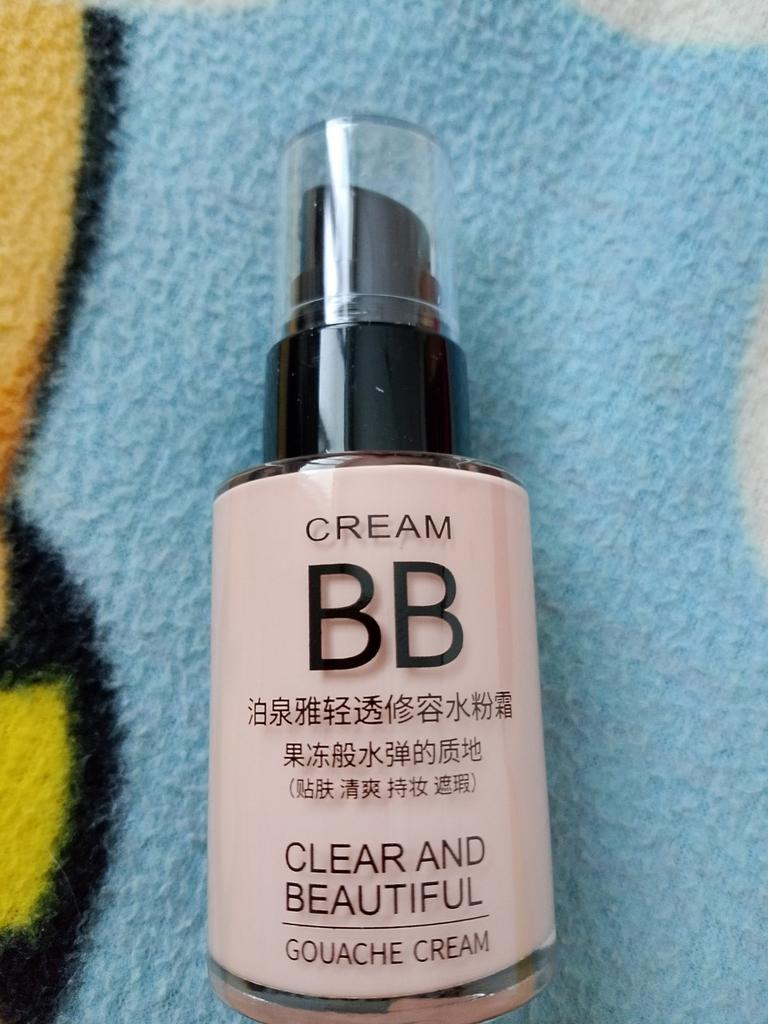 CREAM
BB
泊泉雅轻透修容水粉霜
果冻般水弹的质地
（贴肤 清爽 持妆 遮瑕）
CLEAR AND
BEAUTIFUL
GOUACHE CREAM